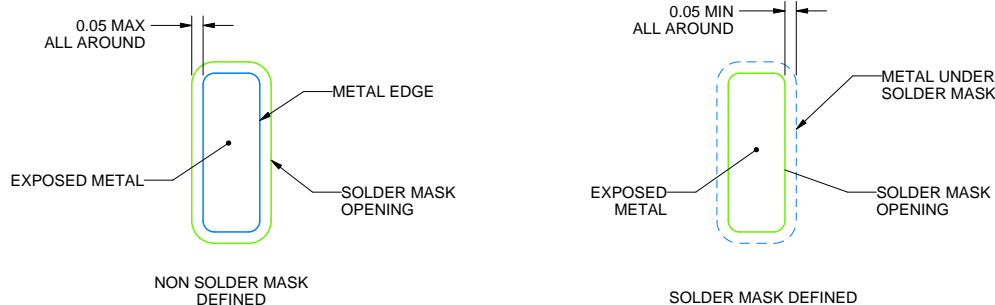 0.05 MAX
ALL AROUND
METAL EDGE
EXPOSED METAL
SOLDER MASK
OPENING
NON SOLDER MASK
DEFINED
0.05 MIN
ALL AROUND
METAL UNDER
SOLDER MASK
EXPOSED
METAL
SOLDER MASK
OPENING
SOLDER MASK DEFINED